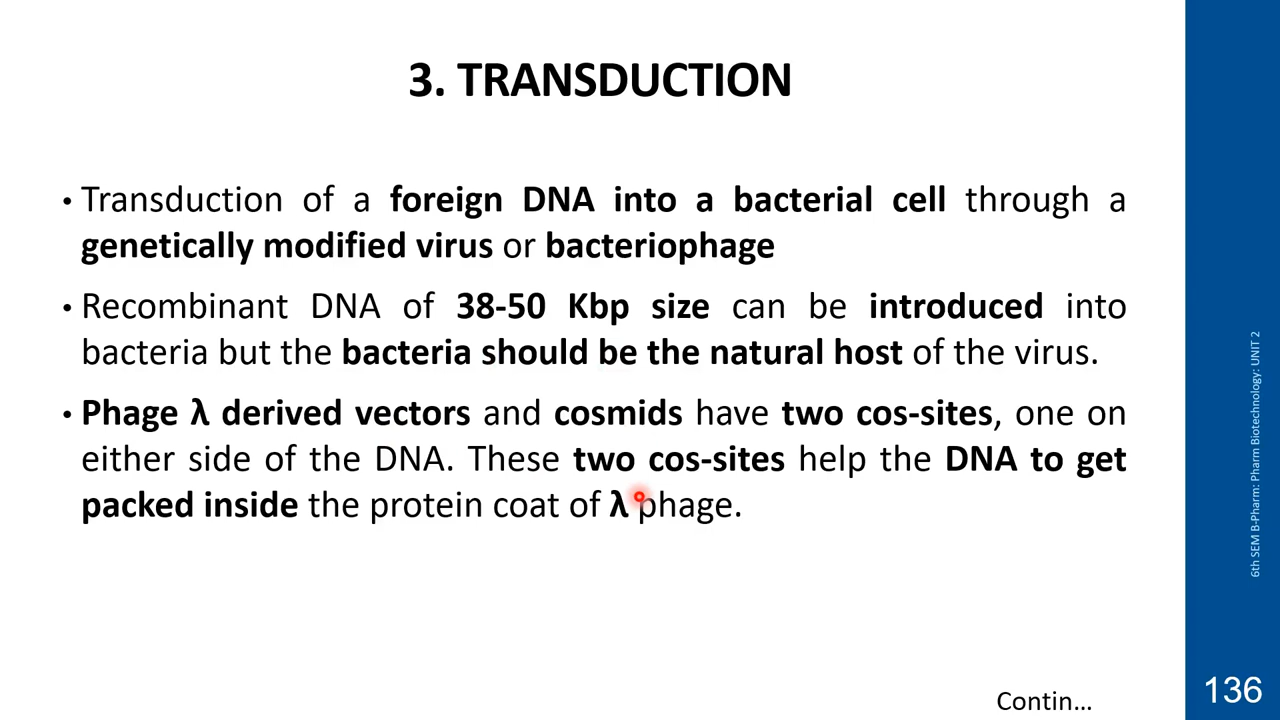 3. TRANSDUCTION
• Transduction of a foreign DNA into a bacterial cell through a
genetically modified virus or bacteriophage
• Recombinant DNA of 38-50 Kbp size can be introduced into
bacteria but the bacteria should be the natural host of the virus.
• Phage λ derived vectors and cosmids have two cos-sites, one on
either side of the DNA. These two cos-sites help the DNA to get
packed inside the protein coat of λ phage.
Contin...
6th SEM B-Pharm: Pharm Biotechnology: UNIT 2
136